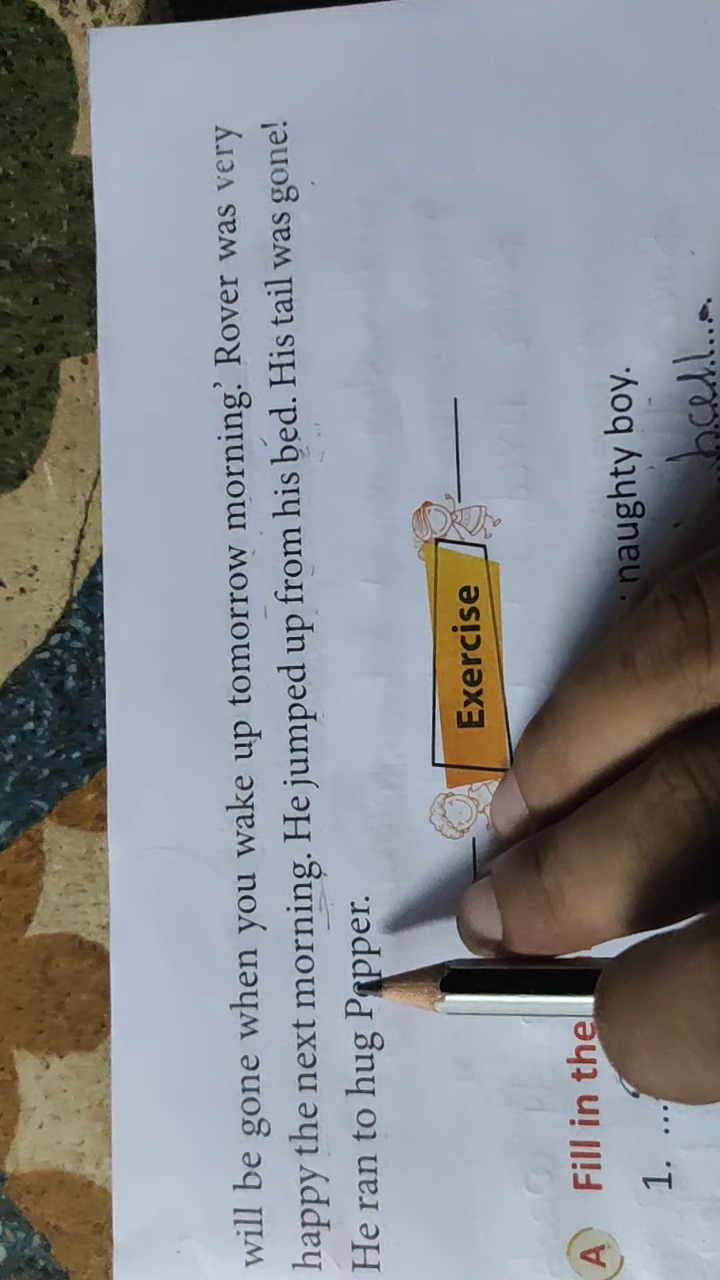 will be gone when you wake up tomorrow morning.’ Rover was very
happy the next morning. He jumped up from his bed. His tail was gone!
He ran to hug Pepper.
Exercise
A Fill in the
1. ... naughty boy.